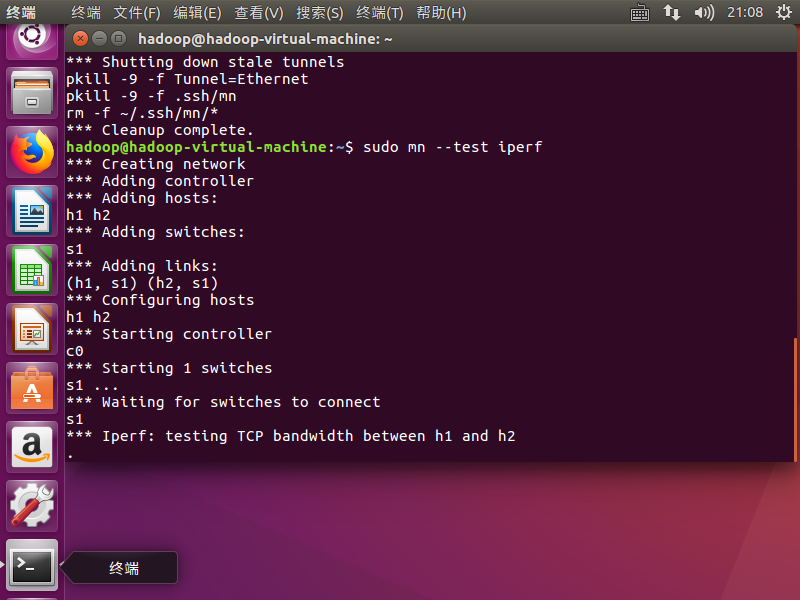 终端 终端 文件(F) 编辑(E) 查看(V) 搜索(S) 终端(T) 帮助(H) 21:08
hadoop@hadoop-virtual-machine: ~
*** Shutting down stale tunnels
pkill -9 -f Tunnel=Ethernet
pkill -9 -f .ssh/mn
rm -f ~/.ssh/mn/*
*** Cleanup complete.
hadoop@hadoop-virtual-machine:~$ sudo mn --test iperf
*** Creating network
*** Adding controller
*** Adding hosts:
h1 h2
*** Adding switches:
s1
*** Adding links:
(h1, s1) (h2, s1)
*** Configuring hosts
h1 h2
*** Starting controller
c0
*** Starting 1 switches
s1 ...
*** Waiting for switches to connect
s1
*** Iperf: testing TCP bandwidth between h1 and h2
.
终端